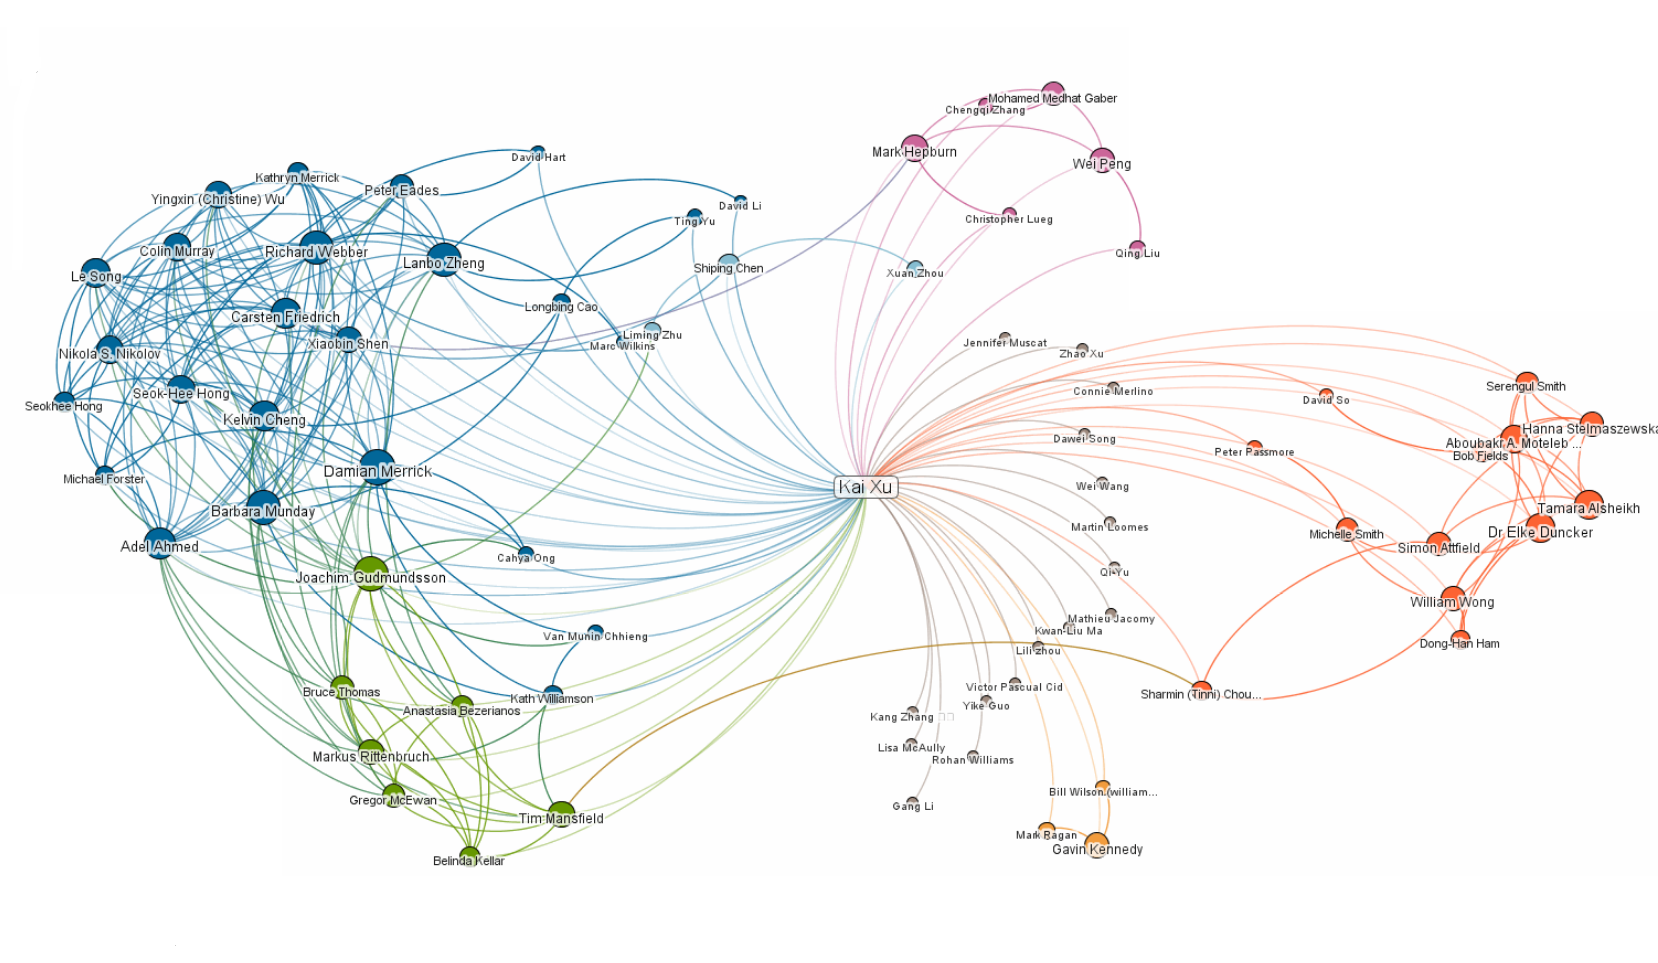 Mohamed Medhat Gaber
Chengqi Zhang
Mark Hepburn
David Hart
Wei Peng
Kathryn Merrick
Peter Eades
Yingxin (Christine) Wu
David Li
Ting Yu
Christopher Lueg
Colin Murray
Richard Webber
Qing Liu
Lanbo Zheng
Shiping Chen
Xuan Zhou
Le Song
Longbing Cao
Carsten Friedrich
Liming Zhu
Xiaobin Shen
Marc Wilkins
Jennifer Muscat
Zhao Xu
Nikola S. Nikolov
Serengul Smith
Seok-Hee Hong
Connie Merlino
David So
Seokhee Hong
Kelvin Cheng
Hanna Stelmaszewska
Dawei Song
Aboubakr A. Moteleb ...
Peter Passmore
Bob Fields
Damian Merrick
Michael Forster
Kai Xu
Wei Wang
Barbara Munday
Tamara Alsheikh
Martin Loomes
Michelle Smith
Dr Elke Duncker
Adel Ahmed
Simon Attfield
Cahya Ong
Qi Yu
Joachim Gudmundsson
William Wong
Mathieu Jacomy
Kwan-Liu Ma
Van Munin Chhieng
Dong-Han Ham
Lili zhou
Victor Pascual Cid
Bruce Thomas
Sharmin (Tinni) Chou...
Kath Williamson
Yike Guo
Anastasia Bezerianos
Kang Zhang
Lisa McAully
Markus Rittenbruch
Rohan Williams
Bill Wilson (william...
Gregor McEwan
Gang Li
Tim Mansfield
Mark Ragan
Gavin Kennedy
Belinda Kellar